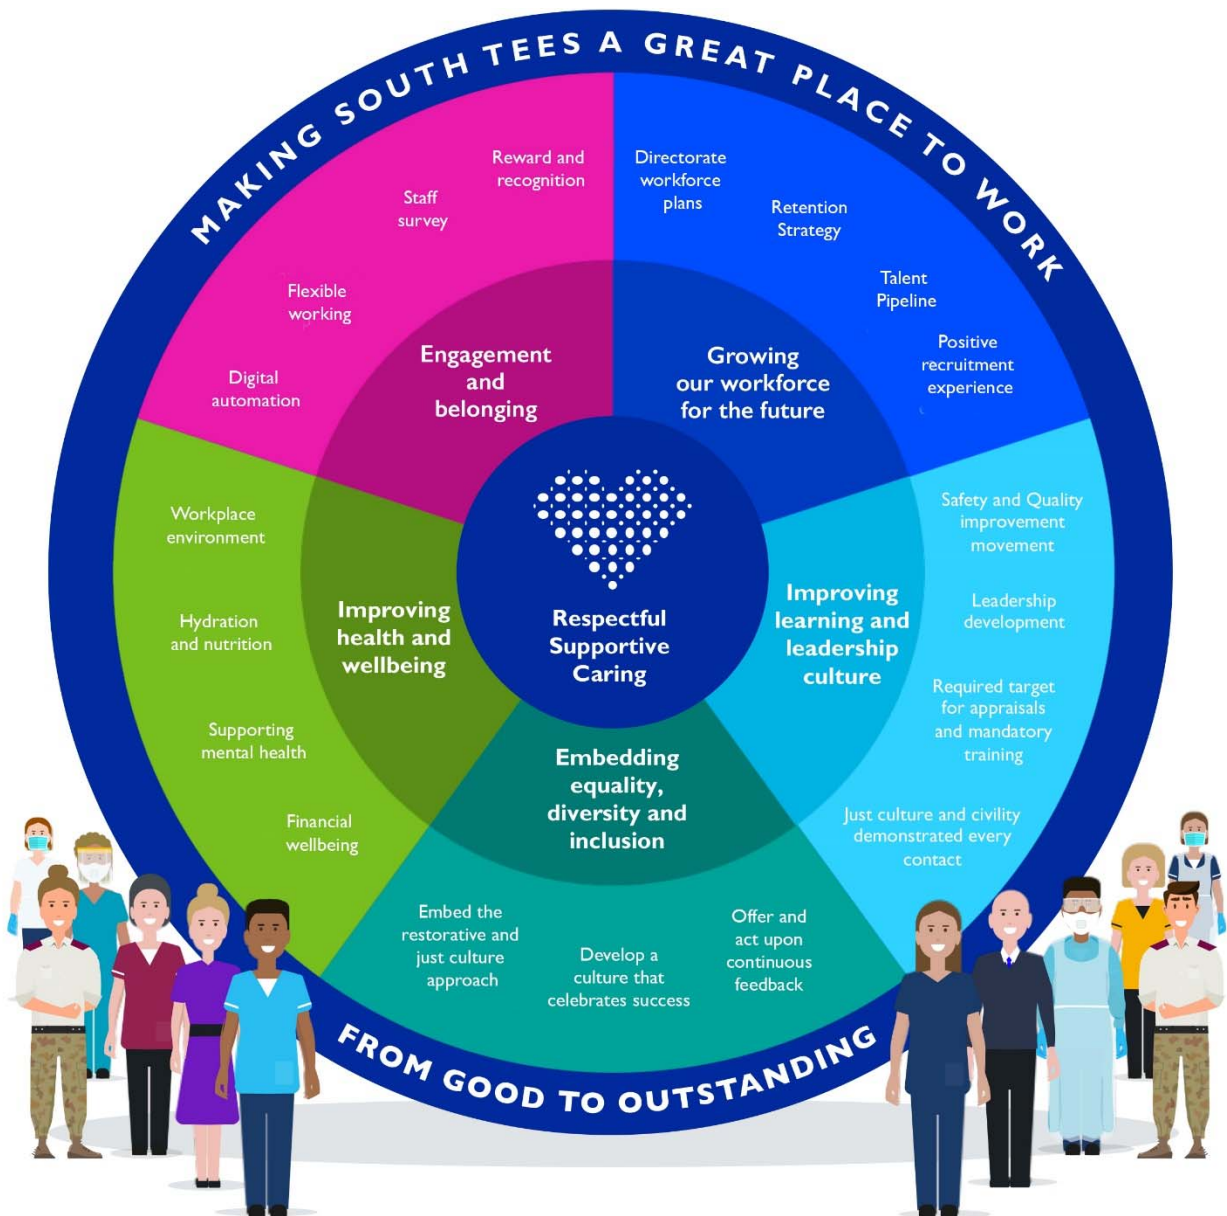 MAKING SOUTH TEES A GREAT PLACE TO WORK
Reward and
recognition
Staff
survey
Flexible
working
Digital
automation
Engagement
and
belonging
Directorate
workforce
plans
Retention
Strategy
Talent
Pipeline
Positive
recruitment
experience
Growing
our workforce
for the future
Safety and Quality
improvement
movement
Leadership
development
Required target
for appraisals
and mandatory
training
Just culture and civility
demonstrated every
contact
Improving
learning and
leadership
culture
Workplace
environment
Hydration
and nutrition
Supporting
mental health
Financial
wellbeing
Improving
health and
wellbeing
Respectful
Supportive
Caring
Embedding
equality,
diversity and
inclusion
Embed the
restorative and
just culture
approach
Develop a
culture that
celebrates success
Offer and
act upon
continuous
feedback
FROM GOOD TO OUTSTANDING